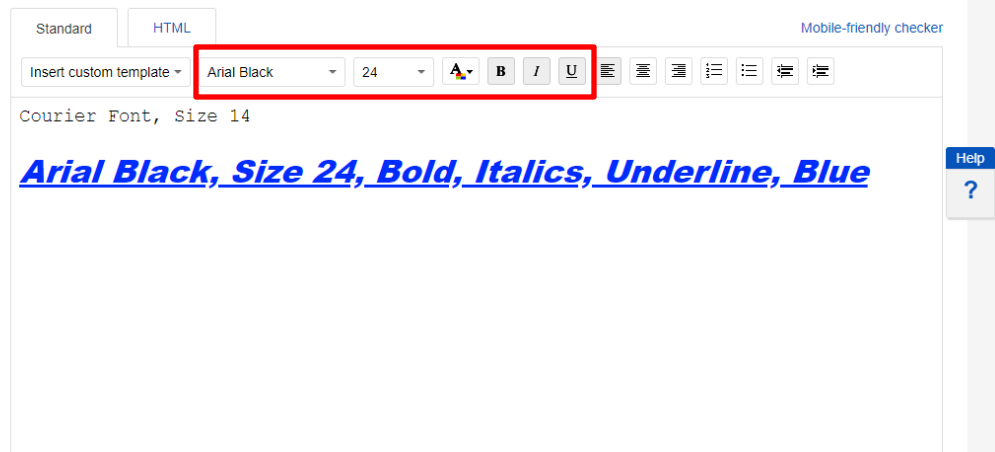 Standard HTML Mobile-friendly checker
Insert custom template Arial Black 24 A B I U
Courier Font, Size 14
Help
?
Arial Black, Size 24, Bold, Italics, Underline, Blue